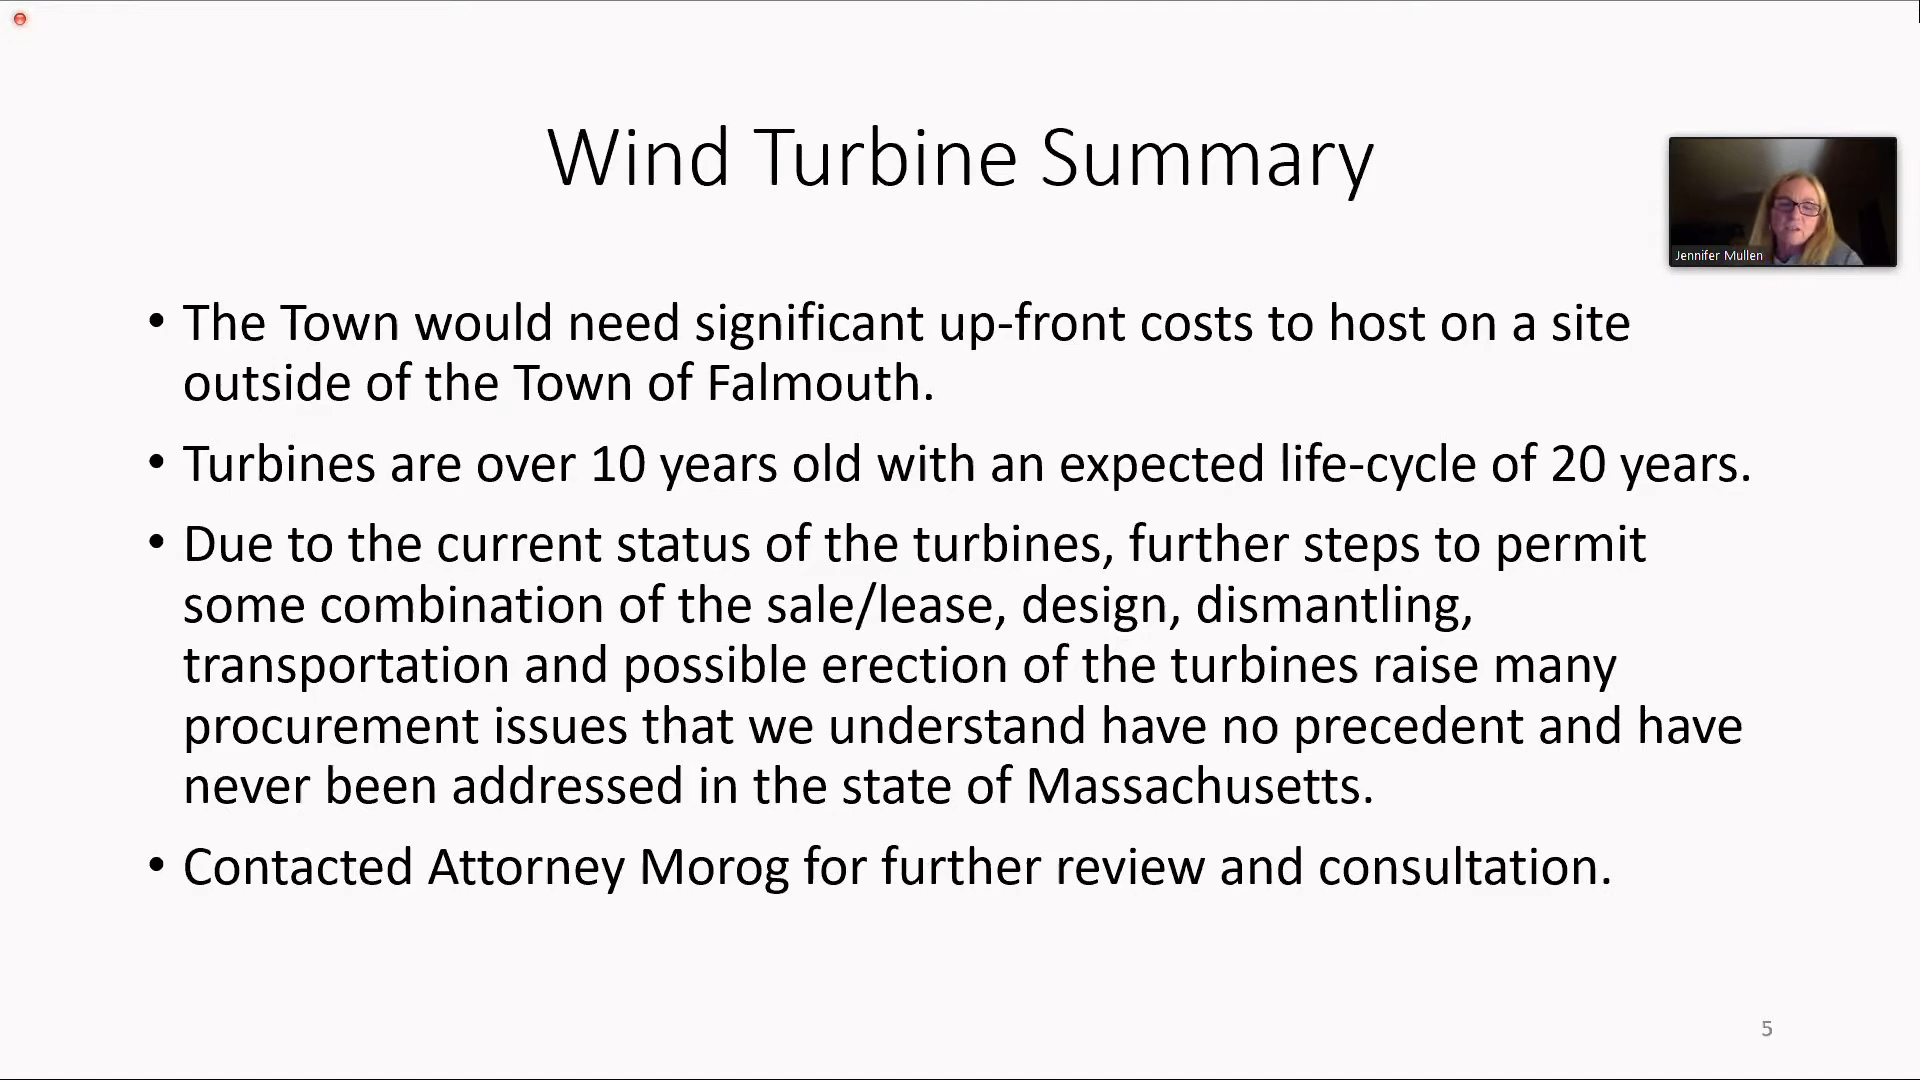 Wind Turbine Summary
Jennifer Mullen
• The Town would need significant up-front costs to host on a site
outside of the Town of Falmouth.
• Turbines are over 10 years old with an expected life-cycle of 20 years.
• Due to the current status of the turbines, further steps to permit
some combination of the sale/lease, design, dismantling,
transportation and possible erection of the turbines raise many
procurement issues that we understand have no precedent and have
never been addressed in the state of Massachusetts.
• Contacted Attorney Morog for further review and consultation.
5